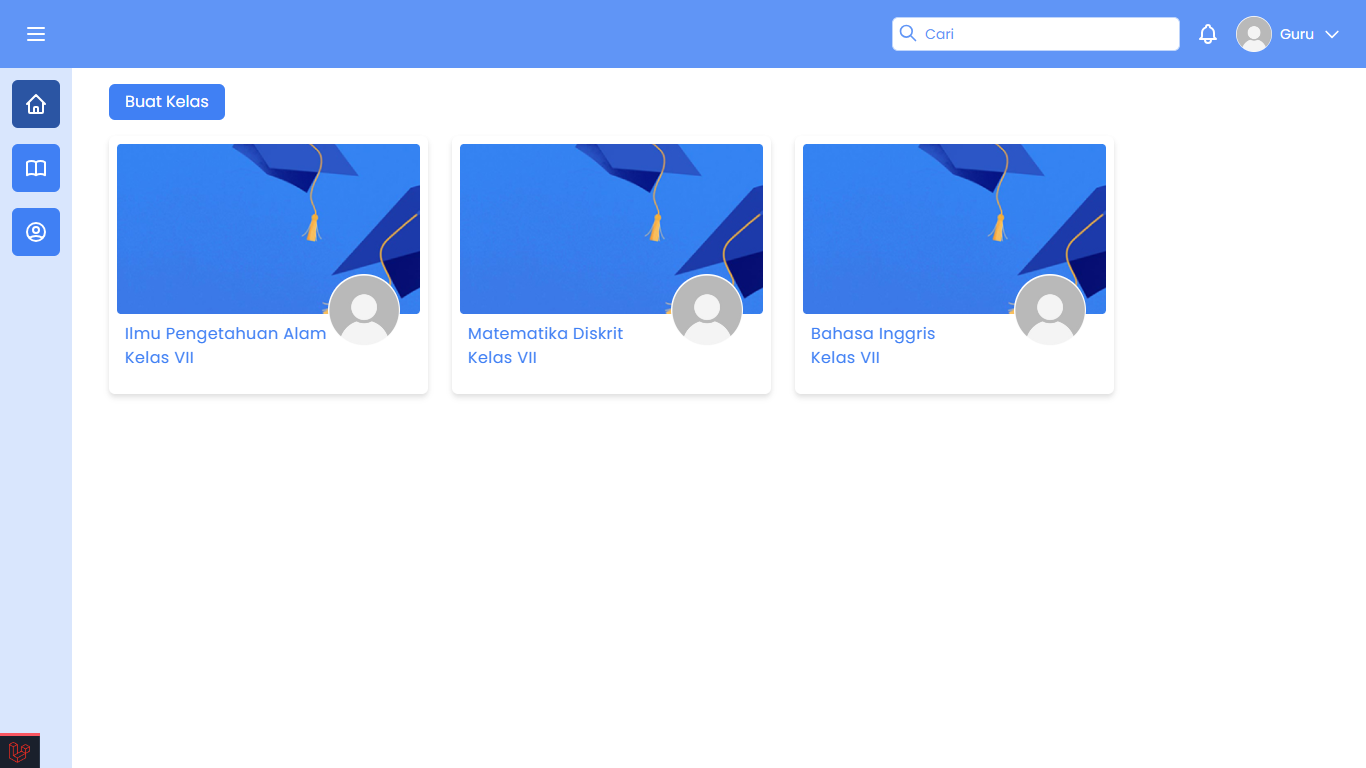 Cari
Guru
Buat Kelas
Ilmu Pengetahuan Alam
Kelas VII
Matematika Diskrit
Kelas VII
Bahasa Inggris
Kelas VII